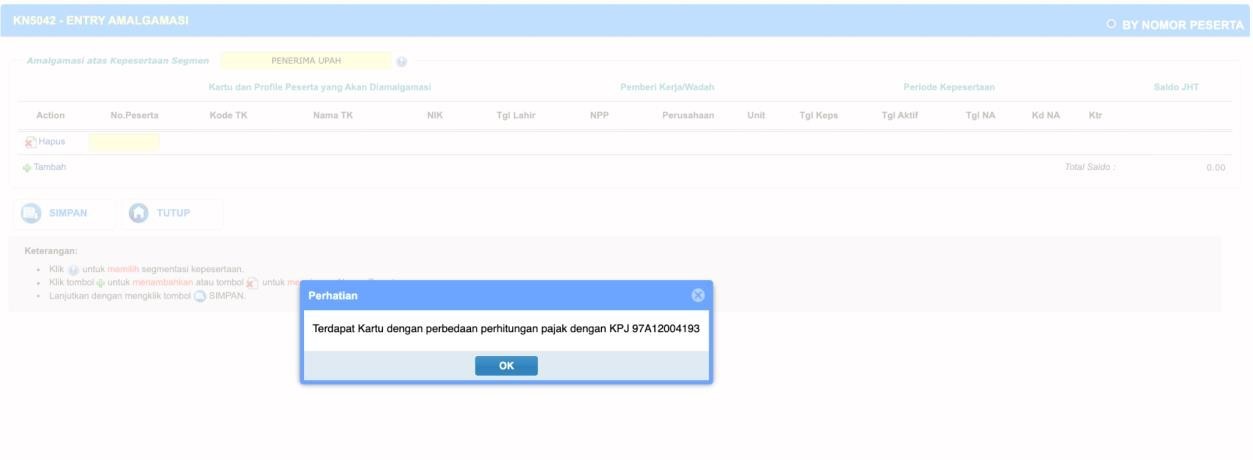 KN5042 - ENTRY AMALGAMASI
BY NOMOR PESERTA
Amalgamasi atas Kepesertaan Segmen PENERIMA UPAH
Kartu dan Profile Peserta yang Akan Diamalgamasi Pemberi Kerja/Wadah Periode Kepesertaan Saldo JHT
Action No.Peserta Kode TK Nama TK NIK Tgl Lahir NPP Perusahaan Unit Tgl Keps Tgl Aktif Tgl NA Kd NA Ktr
Hapus
Tambah Total Saldo : 0.00
SIMPAN TUTUP
Keterangan:
Klik untuk memilih segmentasi kepesertaan.
Klik tombol untuk menambahkan atau tombol untuk
Lanjutkan dengan mengklik tombol SIMPAN.
Perhatian
Terdapat Kartu dengan perbedaan perhitungan pajak dengan KPJ 97A12004193
OK